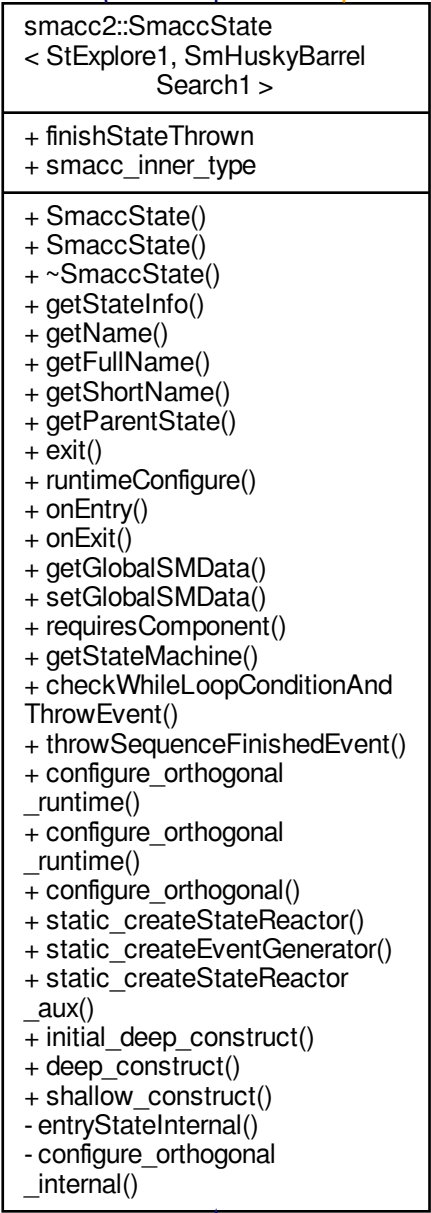 smacc2::SmaccState
< StExplore1, SmHuskyBarrel
Search1 >
+ finishStateThrown
+ smacc_inner_type
+ SmaccState()
+ SmaccState()
+ ~SmaccState()
+ getStateInfo()
+ getName()
+ getFullName()
+ getShortName()
+ getParentState()
+ exit()
+ runtimeConfigure()
+ onEntry()
+ onExit()
+ getGlobalSMData()
+ setGlobalSMData()
+ requiresComponent()
+ getStateMachine()
+ checkWhileLoopConditionAnd
ThrowEvent()
+ throwSequenceFinishedEvent()
+ configure_orthogonal
_runtime()
+ configure_orthogonal
_runtime()
+ configure_orthogonal()
+ static_createStateReactor()
+ static_createEventGenerator()
+ static_createStateReactor
_aux()
+ initial_deep_construct()
+ deep_construct()
+ shallow_construct()
- entryStateInternal()
- configure_orthogonal
_internal()